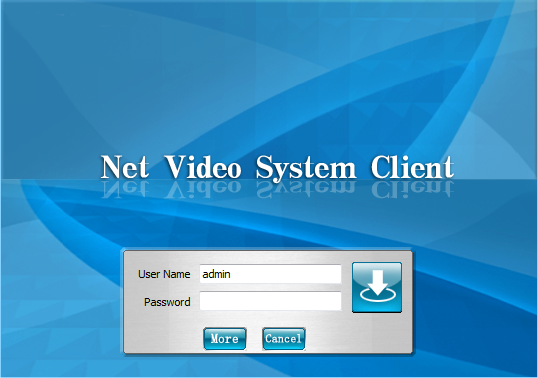 Net Video System Client
User Name admin
Password
More Cancel